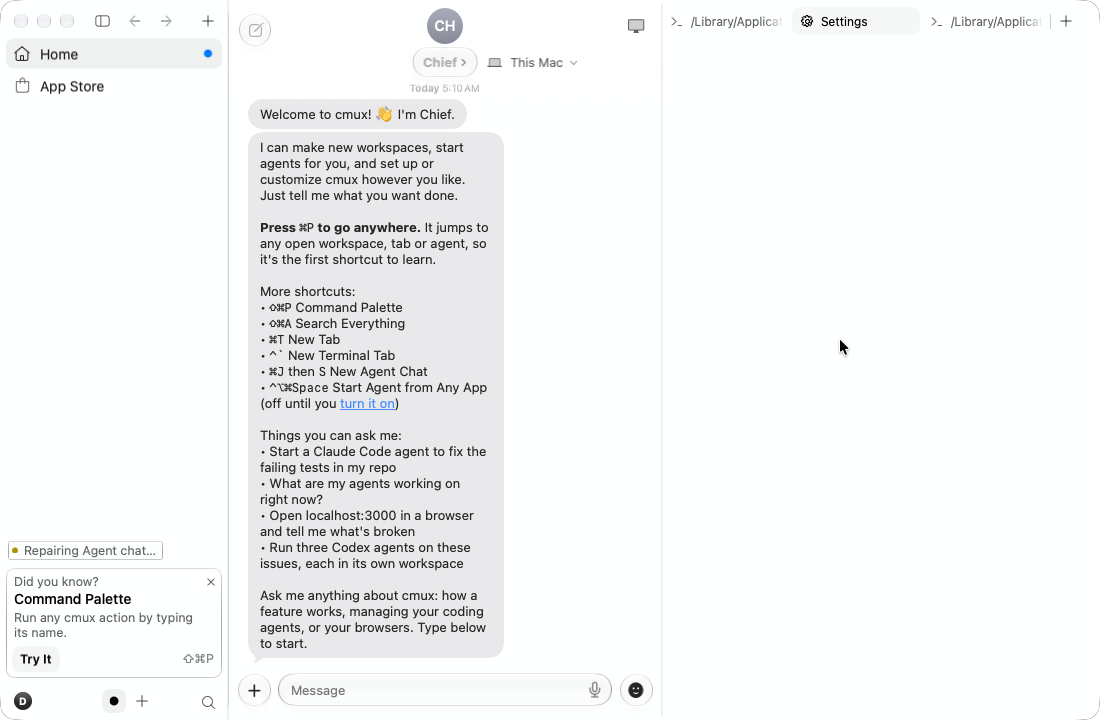 Home
App Store
Repairing Agent chat...
Did you know?
Command Palette
Run any cmux action by typing
its name.
Try It ⇧⌘P
D
CH
Chief ›
This Mac
Today 5:10 AM
Welcome to cmux! 👋 I'm Chief.
I can make new workspaces, start
agents for you, and set up or
customize cmux however you like.
Just tell me what you want done.
Press ⌘P to go anywhere. It jumps to
any open workspace, tab or agent, so
it's the first shortcut to learn.
More shortcuts:
• ⇧⌘P Command Palette
• ⇧⌘A Search Everything
• ⌘T New Tab
• ^` New Terminal Tab
• ⌘J then S New Agent Chat
• ^⌥⌘Space Start Agent from Any App
(off until you turn it on)
Things you can ask me:
• Start a Claude Code agent to fix the
failing tests in my repo
• What are my agents working on
right now?
• Open localhost:3000 in a browser
and tell me what's broken
• Run three Codex agents on these
issues, each in its own workspace
Ask me anything about cmux: how a
feature works, managing your coding
agents, or your browsers. Type below
to start.
Message
/Library/Applicat
Settings
/Library/Applicat